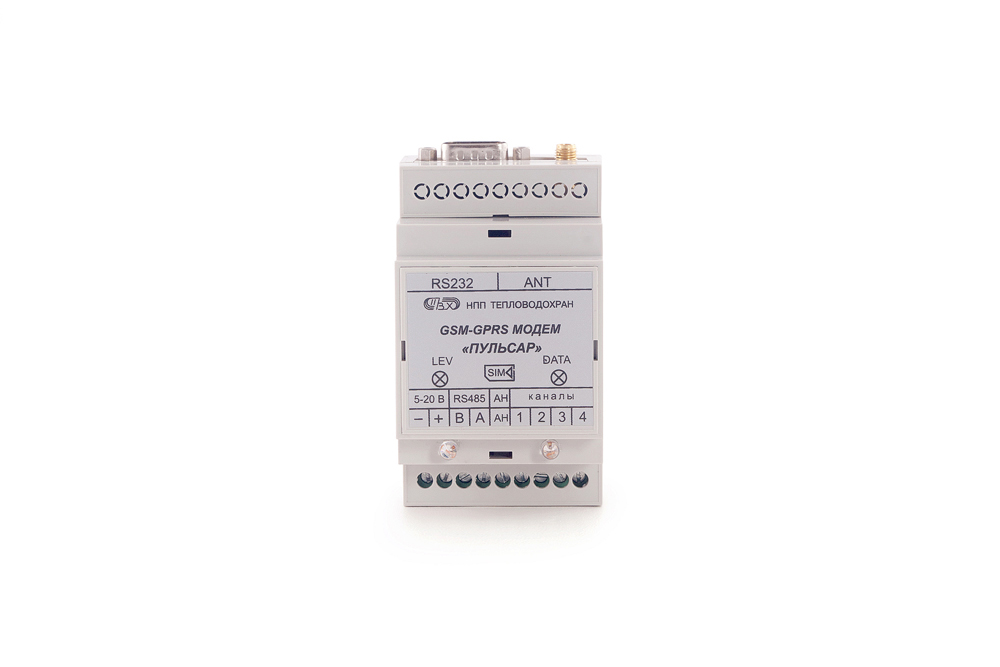 RS232 ANT
НПП ТЕПЛОВОДОХРАН
GSM-GPRS МОДЕМ
«ПУЛЬСАР»
LEV DATA
SIM
5-20 В RS485 АН каналы
− + B A АН 1 2 3 4